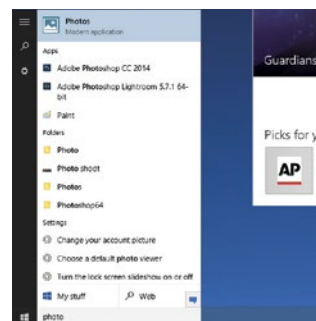 Photos
Modern application
Guardians
Apps
Adobe Photoshop CC 2014
Adobe Photoshop Lightroom 5.7.1 64-
bit
Paint
Folders
Photo
Photo shoot
Photos
Photoshop64
Settings
Change your account picture
Choose a default photo viewer
Turn the lock screen slideshow on or off
My stuff
Web
photo
Picks for y
AP